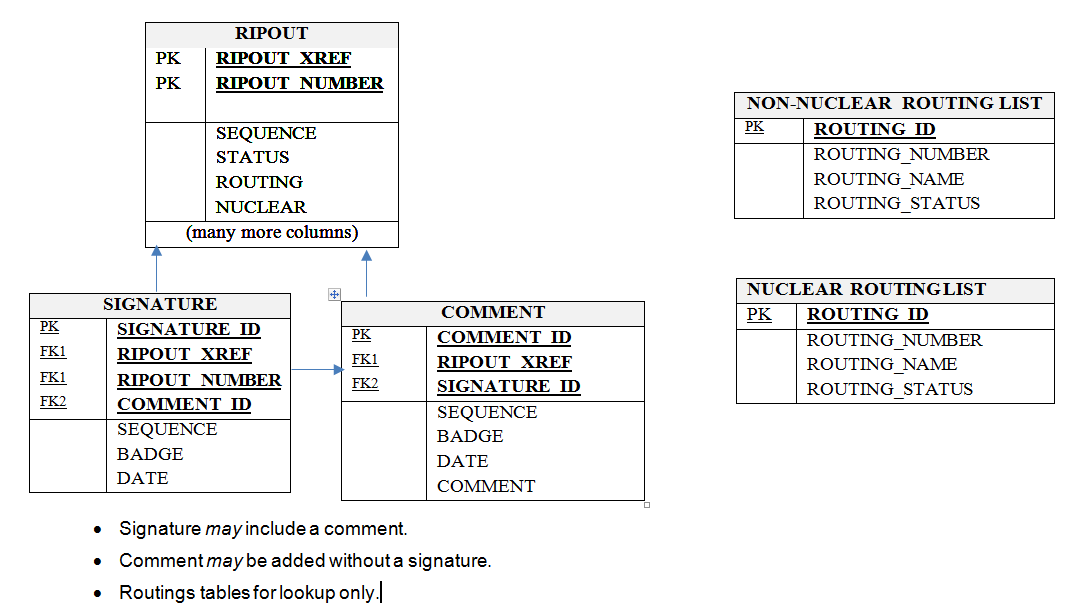 RIPOUT
PK RIPOUT_XREF
PK RIPOUT_NUMBER
SEQUENCE
STATUS
ROUTING
NUCLEAR
(many more columns)
NON-NUCLEAR ROUTING LIST
PK ROUTING_ID
ROUTING_NUMBER
ROUTING_NAME
ROUTING_STATUS
SIGNATURE
PK SIGNATURE_ID
FK1 RIPOUT_XREF
FK1 RIPOUT_NUMBER
FK2 COMMENT_ID
SEQUENCE
BADGE
DATE
COMMENT
PK COMMENT_ID
FK1 RIPOUT_XREF
FK2 SIGNATURE_ID
SEQUENCE
BADGE
DATE
COMMENT
NUCLEAR ROUTING LIST
PK ROUTING_ID
ROUTING_NUMBER
ROUTING_NAME
ROUTING_STATUS
• Signature may include a comment.
• Comment may be added without a signature.
• Routings tables for lookup only.